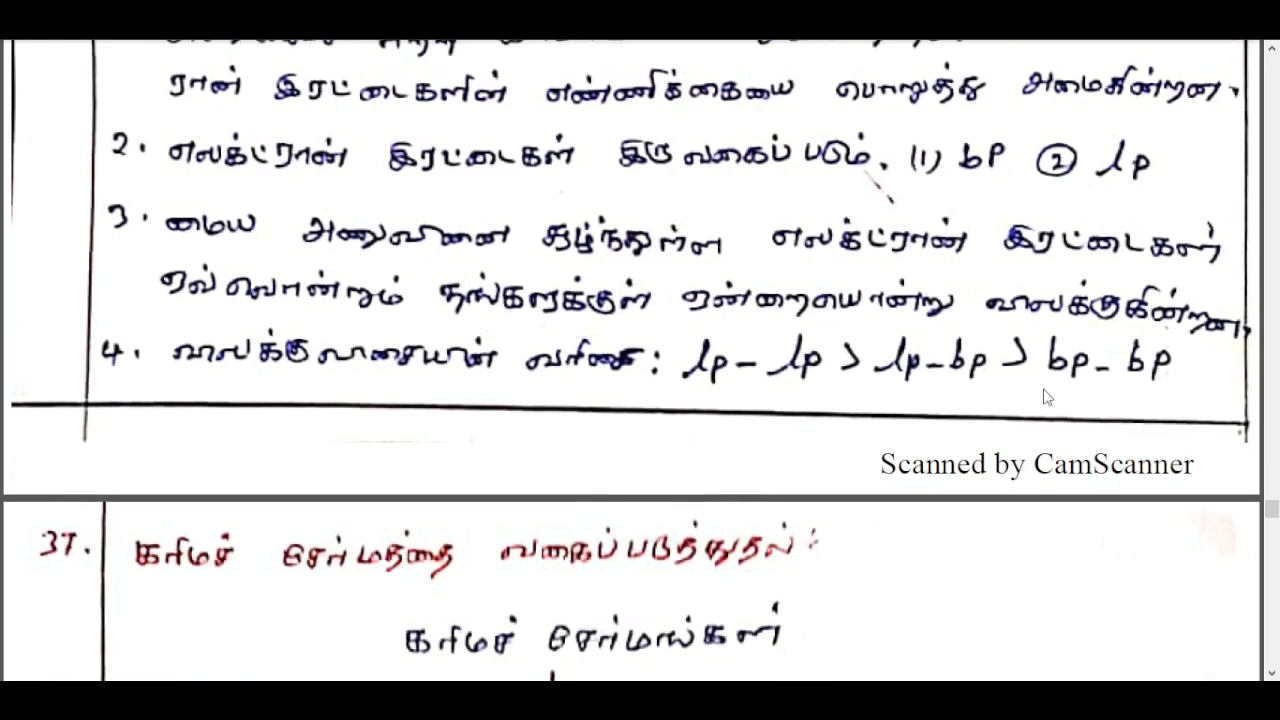 ரான் இரட்டைகளின் எண்ணிக்கையை பொறுத்து அமைகின்றன.
2. எலக்ட்ரான் இரட்டைகள் இரு வகைப்படும். (1) bp ② lp
3. மைய அணுவினை சூழ்ந்துள்ள எலக்ட்ரான் இரட்டைகள்
ஒவ்வொன்றும் தங்களுக்குள் ஒன்றையொன்று விலக்குகின்றன.
4. விலக்குவிசையின் வரிசை : lp - lp > lp - bp > bp - bp
Scanned by CamScanner
37. கரிமச் சேர்மத்தை வகைப்படுத்துதல் :
கரிமச் சேர்மங்கள்